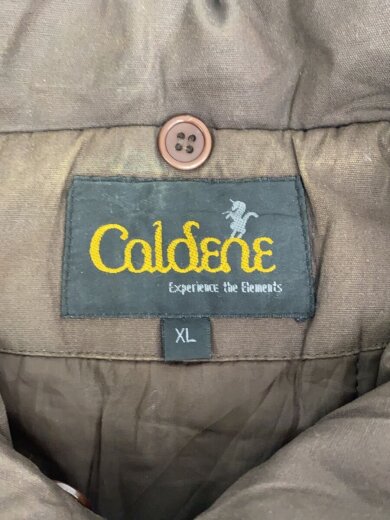 Caldene
Experience the Elements
XL